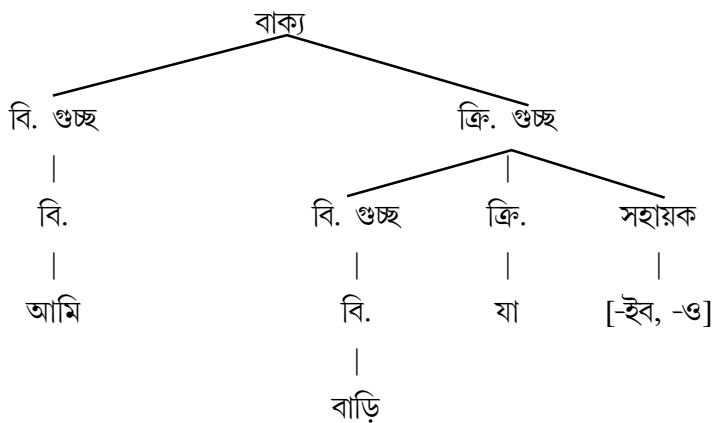 বাক্য
বি. গুচ্ছ ক্রি. গুচ্ছ
বি. বি. গুচ্ছ ক্রি. সহায়ক
আমি বি. যা [-ইব, -ও]
বাড়ি